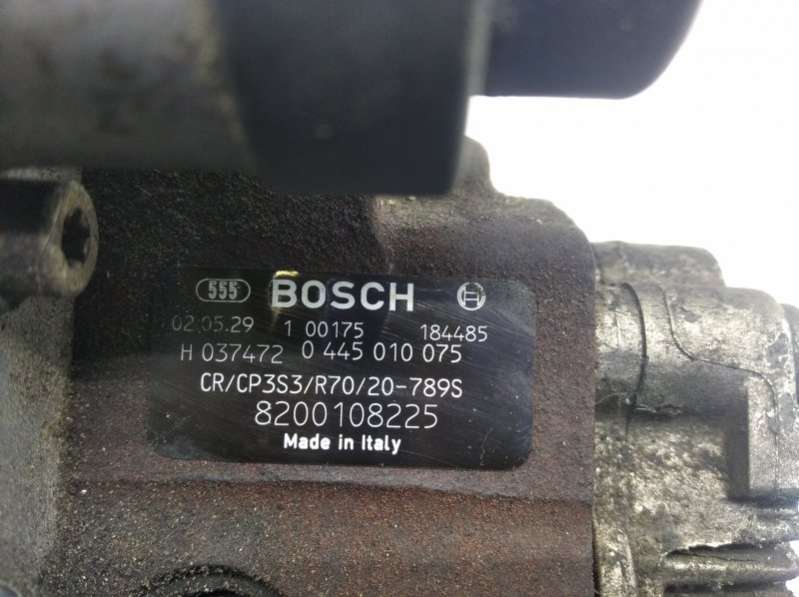 555 BOSCH
02.05.29 1 00175 184485
H 037472 0 445 010 075
CR/CP3S3/R70/20-789S
8200108225
Made in Italy